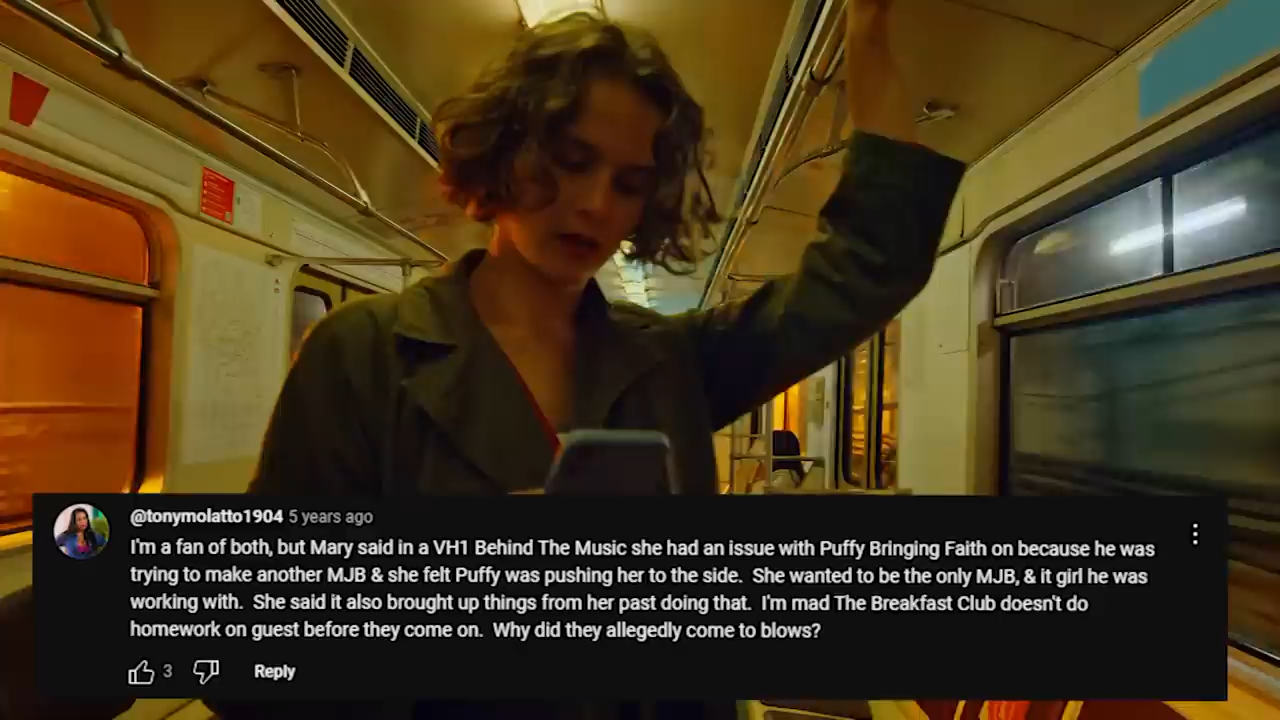 @tonymolatto1904 5 years ago
I'm a fan of both, but Mary said in a VH1 Behind The Music she had an issue with Puffy Bringing Faith on because he was
trying to make another MJB & she felt Puffy was pushing her to the side.  She wanted to be the only MJB, & it girl he was
working with.  She said it also brought up things from her past doing that.  I'm mad The Breakfast Club doesn't do
homework on guest before they come on.  Why did they allegedly come to blows?
3 Reply